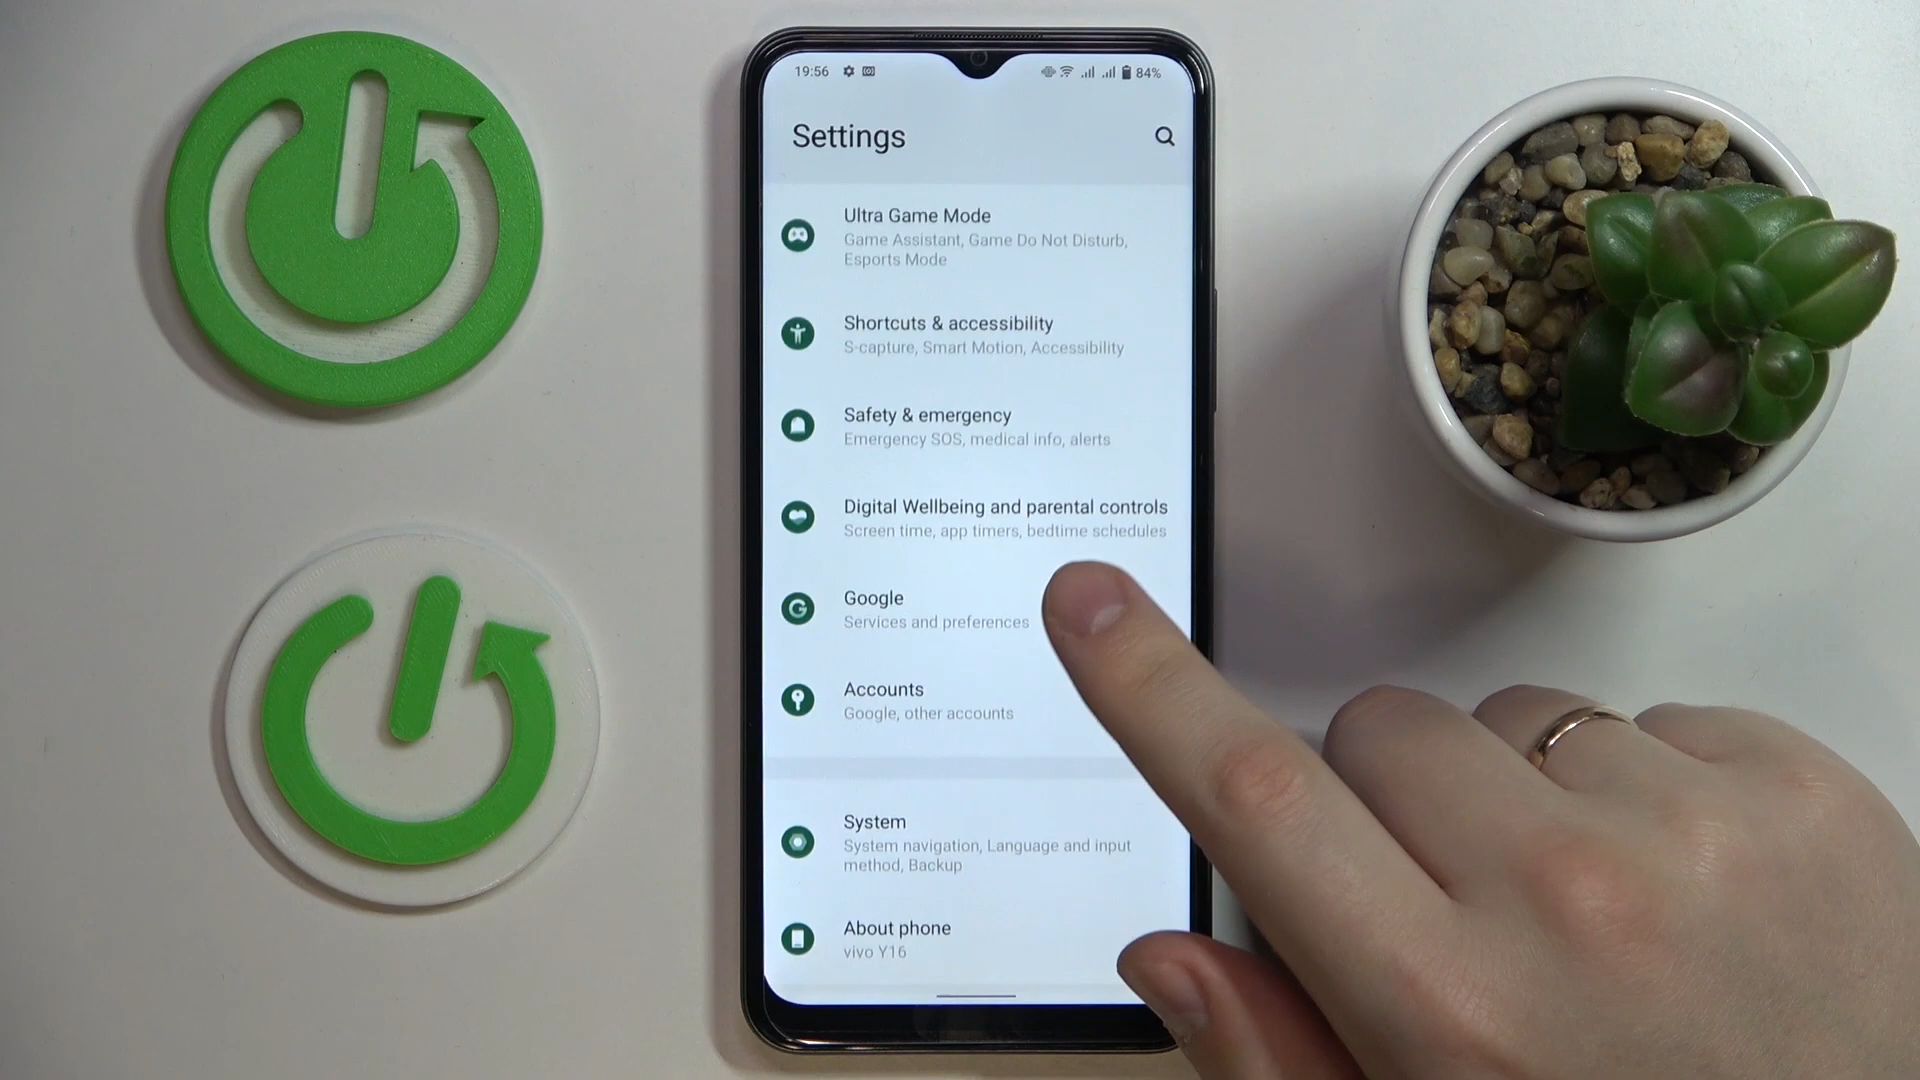 19:56
84%
Settings
Ultra Game Mode
Game Assistant, Game Do Not Disturb,
Esports Mode
Shortcuts & accessibility
S-capture, Smart Motion, Accessibility
Safety & emergency
Emergency SOS, medical info, alerts
Digital Wellbeing and parental controls
Screen time, app timers, bedtime schedules
Google
Services and preferences
Accounts
Google, other accounts
System
System navigation, Language and input
method, Backup
About phone
vivo Y16